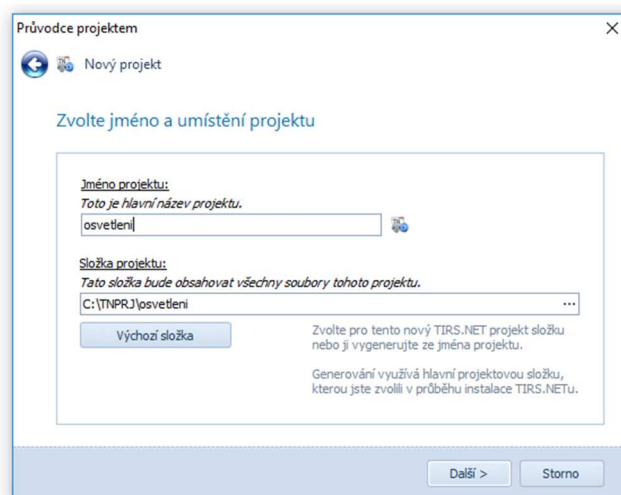 Průvodce projektem
Nový projekt
Zvolte jméno a umístění projektu
Jméno projektu:
Toto je hlavní název projektu.
osvetleni
Složka projektu:
Tato složka bude obsahovat všechny soubory tohoto projektu.
C:\TNPRJ\osvetleni
...
Výchozí složka
Zvolte pro tento nový TIRS.NET projekt složku
nebo ji vygenerujte ze jména projektu.
Generování využívá hlavní projektovou složku,
kterou jste zvolili v průběhu instalace TIRS.NETu.
Další >
Storno